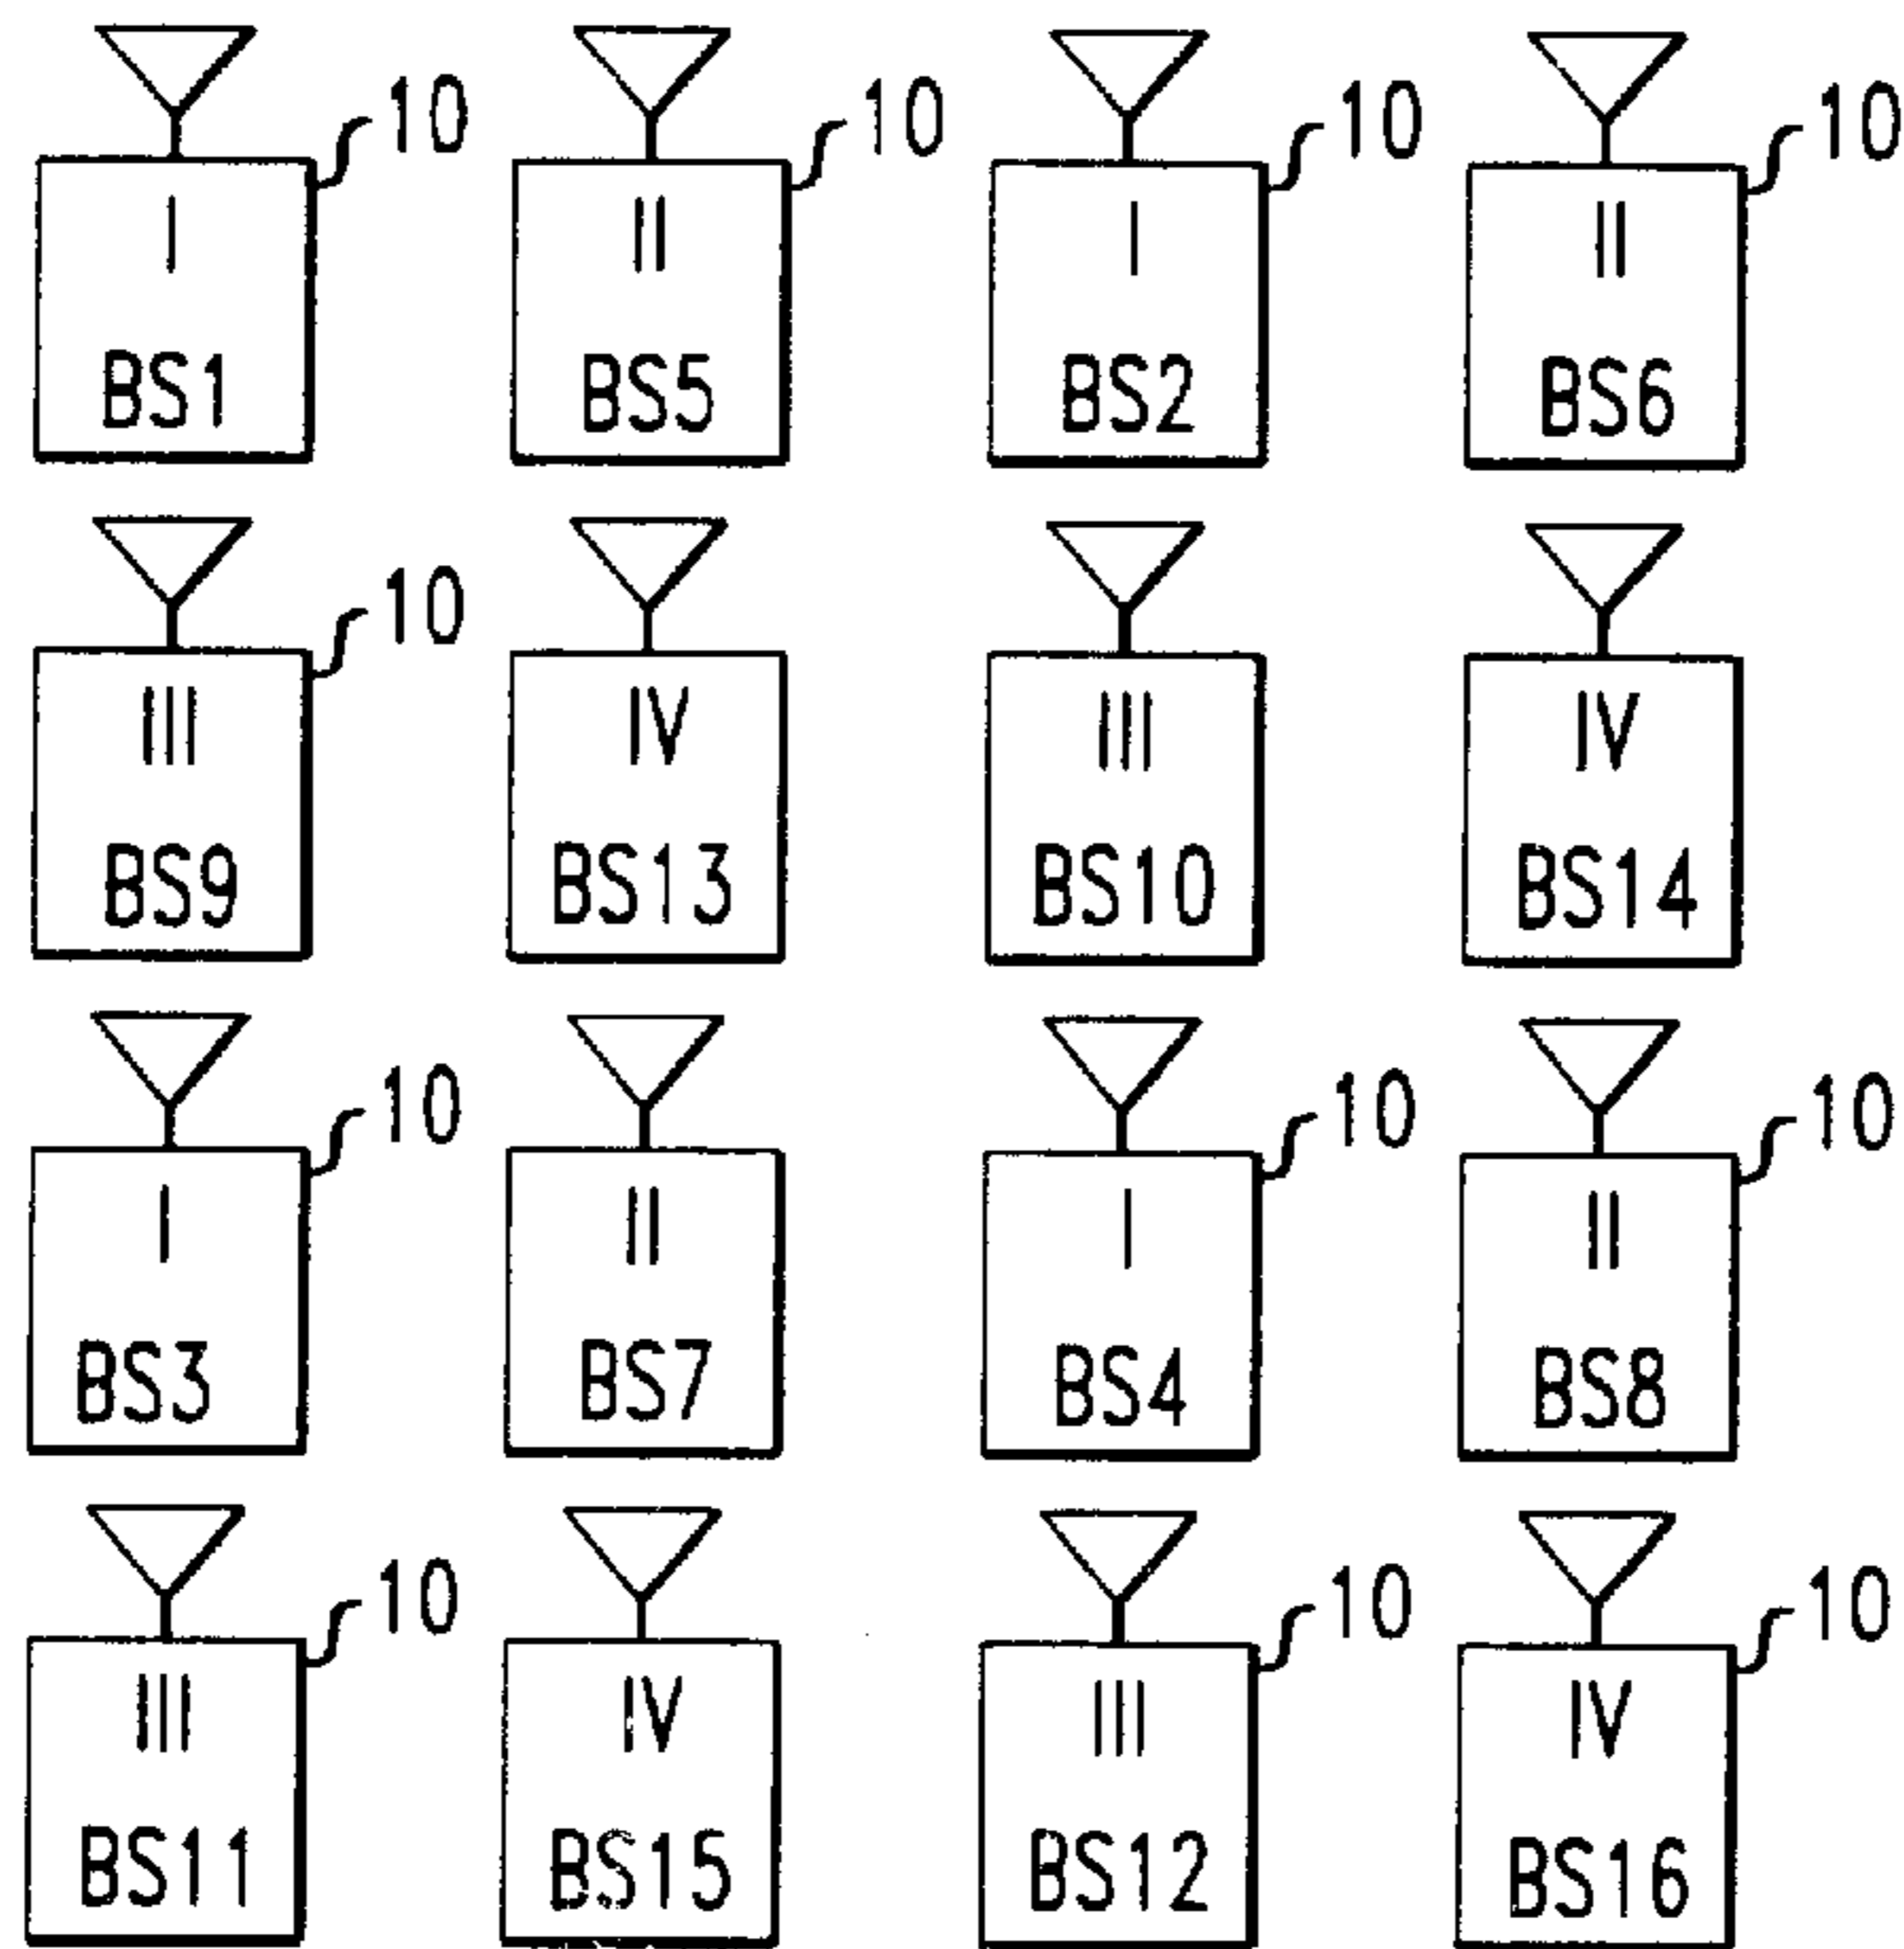 10 10 10 10
I II I II
BS1 BS5 BS2 BS6
10
III IV III IV
BS9 BS13 BS10 BS14
10 10 10
I II I II
BS3 BS7 BS4 BS8
10 10 10
III IV III IV
BS11 BS15 BS12 BS16